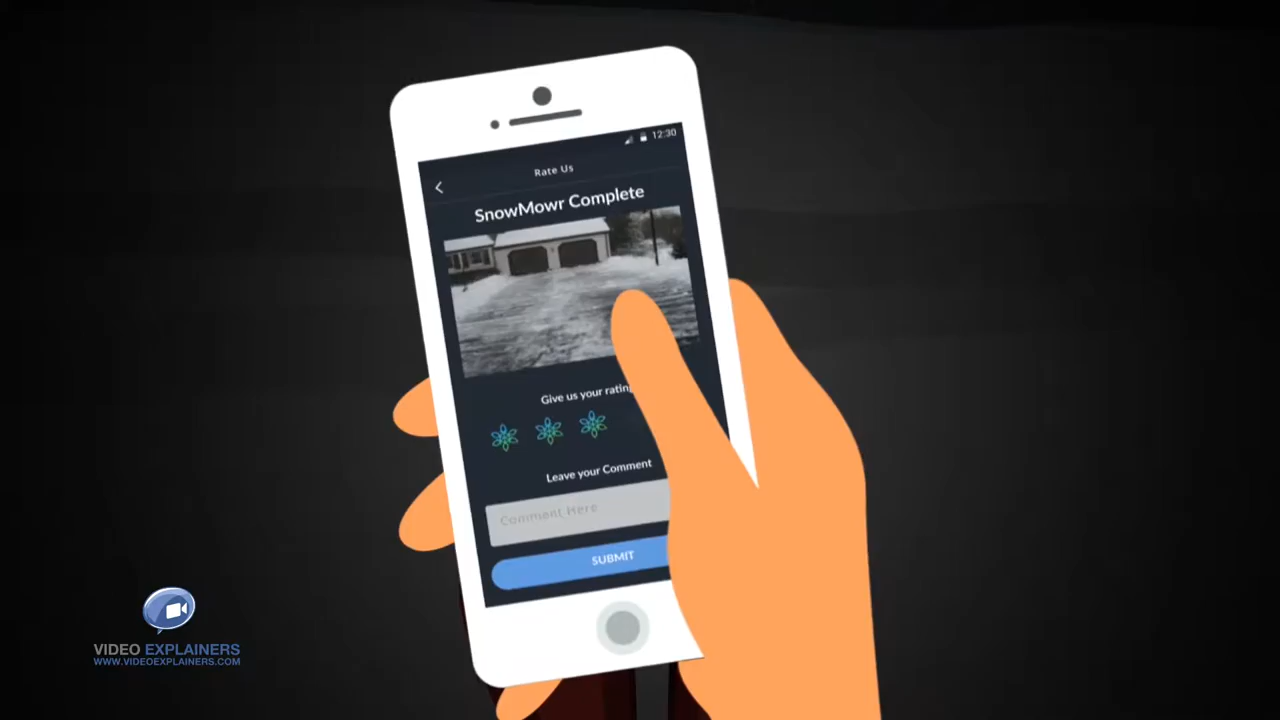 12:30
Rate Us
SnowMowr Complete
Give us your rating
Leave your Comment
Comment Here
SUBMIT
VIDEO EXPLAINERS
WWW.VIDEOEXPLAINERS.COM